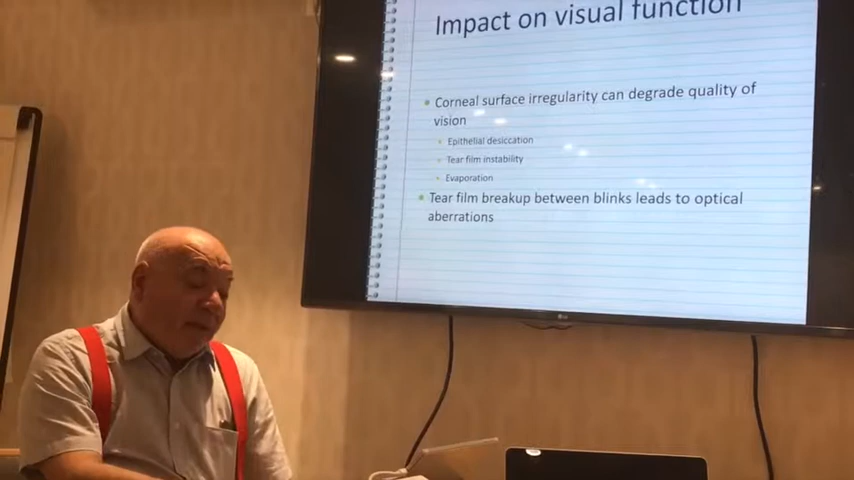 Impact on visual function
Corneal surface irregularity can degrade quality of
vision
Epithelial desiccation
Tear film instability
Evaporation
Tear film breakup between blinks leads to optical
aberrations
LG